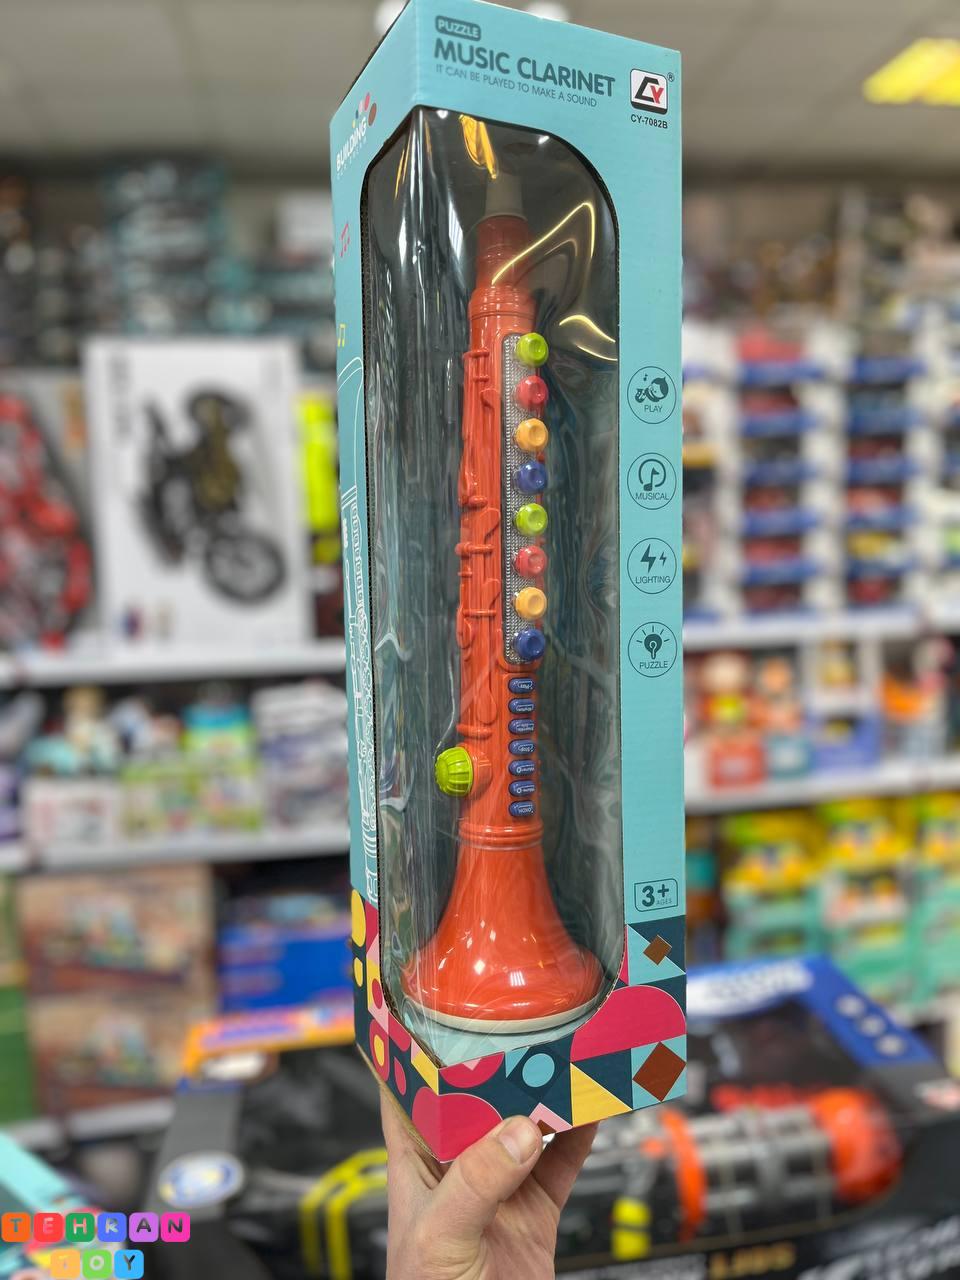 PUZZLE
MUSIC CLARINET
IT CAN BE PLAYED TO MAKE A SOUND
CY
®
CY-7082B
BUILDING
PLAY
MUSICAL
LIGHTING
PUZZLE
3+
AGES
TEHRAN
TOY